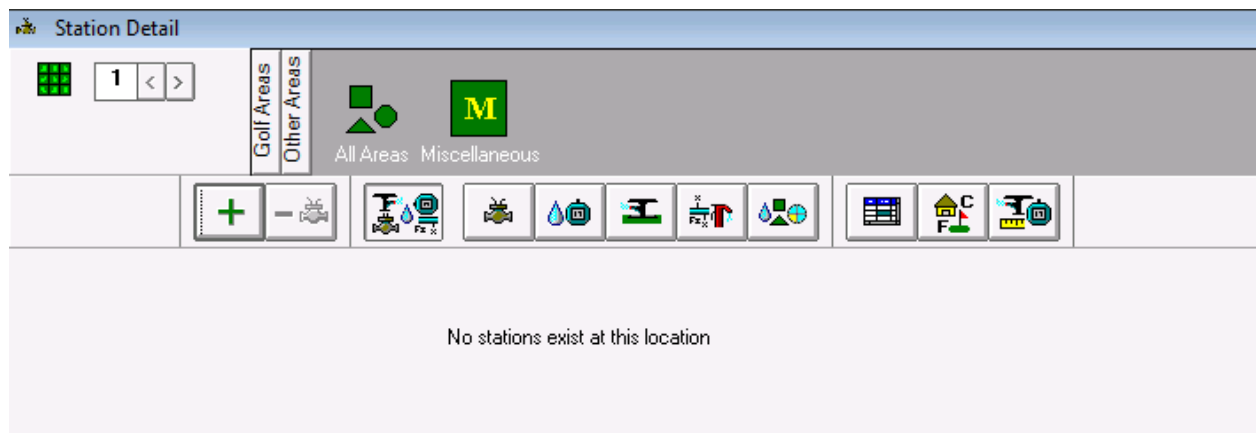 Station Detail
1 < >
Golf Areas
Other Areas
M
All Areas Miscellaneous
+ -
C
F
No stations exist at this location